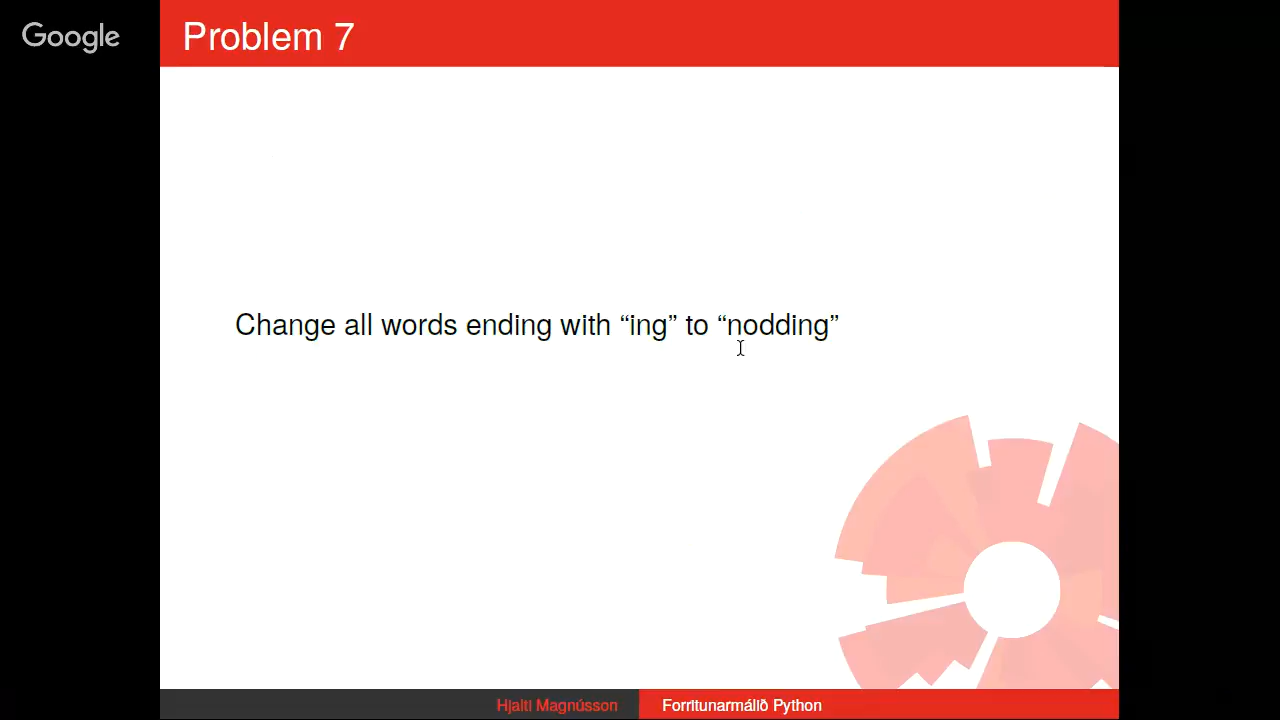 Google
Problem 7
Change all words ending with “ing” to “nodding”
Hjalti Magnússon
Forritunarmálið Python